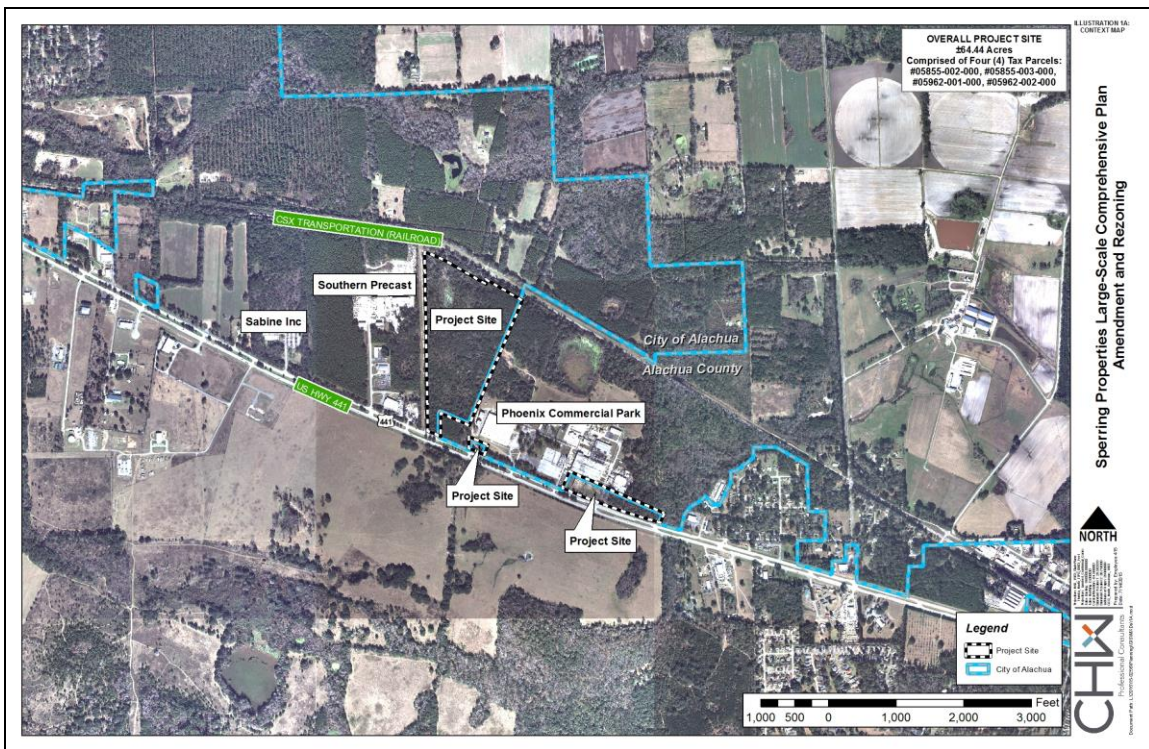 ILLUSTRATION 1A:
CONTEXT MAP
OVERALL PROJECT SITE
±64.44 Acres
Comprised of Four (4) Tax Parcels:
#05855-002-000, #05855-003-000,
#05962-001-000, #05962-002-000
Sperring Properties Large-Scale Comprehensive Plan
Amendment and Rezoning
CSX TRANSPORTATION (RAILROAD)
Southern Precast
Project Site
Sabine Inc
City of Alachua
Alachua County
US HWY 441
441
Phoenix Commercial Park
Project Site
Project Site
NORTH
Legend
Project Site
City of Alachua
Feet
1,000 500 0 1,000 2,000 3,000
CHW
Professional Consultants